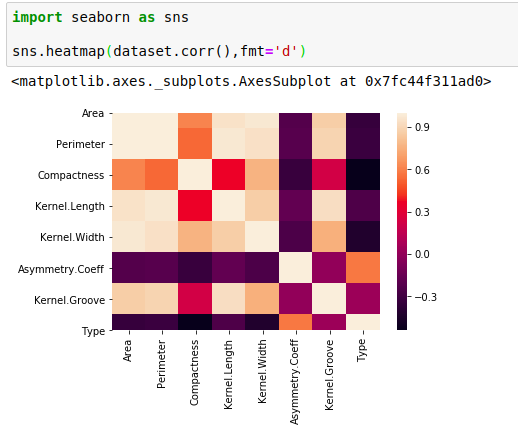 import seaborn as sns
sns.heatmap(dataset.corr(),fmt='d')
<matplotlib.axes._subplots.AxesSubplot at 0x7fc44f311ad0>
Area
Perimeter
Compactness
Kernel.Length
Kernel.Width
Asymmetry.Coeff
Kernel.Groove
Type
0.9
0.6
0.3
0.0
−0.3
Area
Perimeter
Compactness
Kernel.Length
Kernel.Width
Asymmetry.Coeff
Kernel.Groove
Type